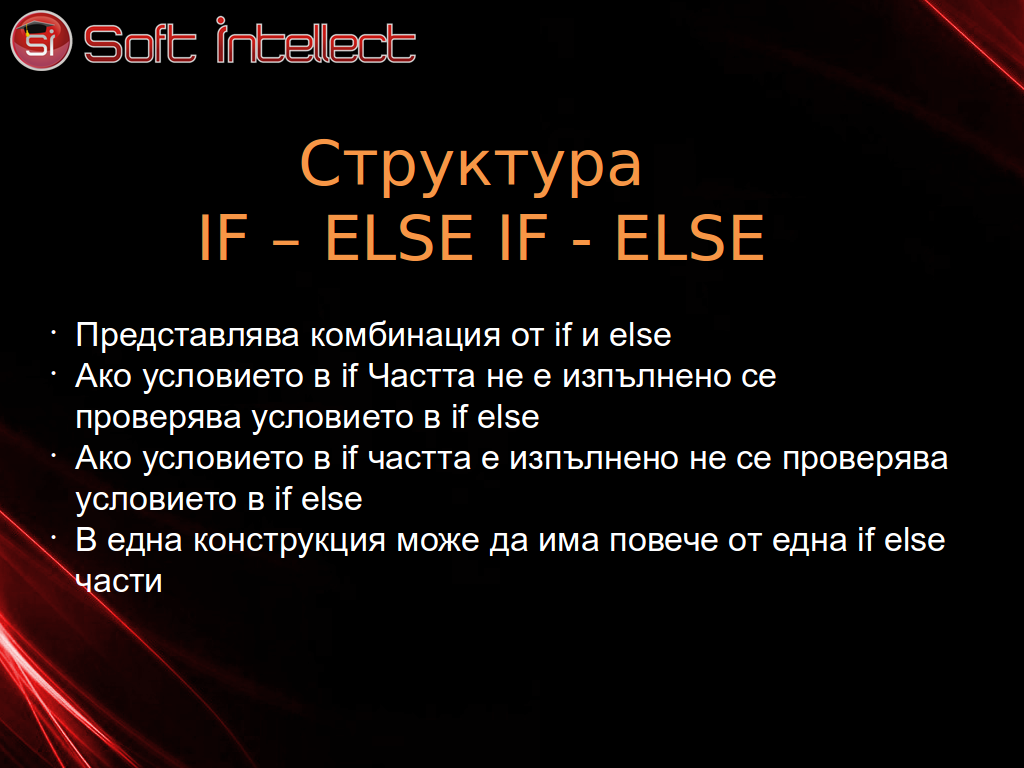 Si Soft intellect
Структура
IF – ELSE IF - ELSE
· Представлява комбинация от if и else
· Ако условието в if Частта не е изпълнено се
проверява условието в if else
· Ако условието в if частта е изпълнено не се проверява
условието в if else
· В една конструкция може да има повече от една if else
части